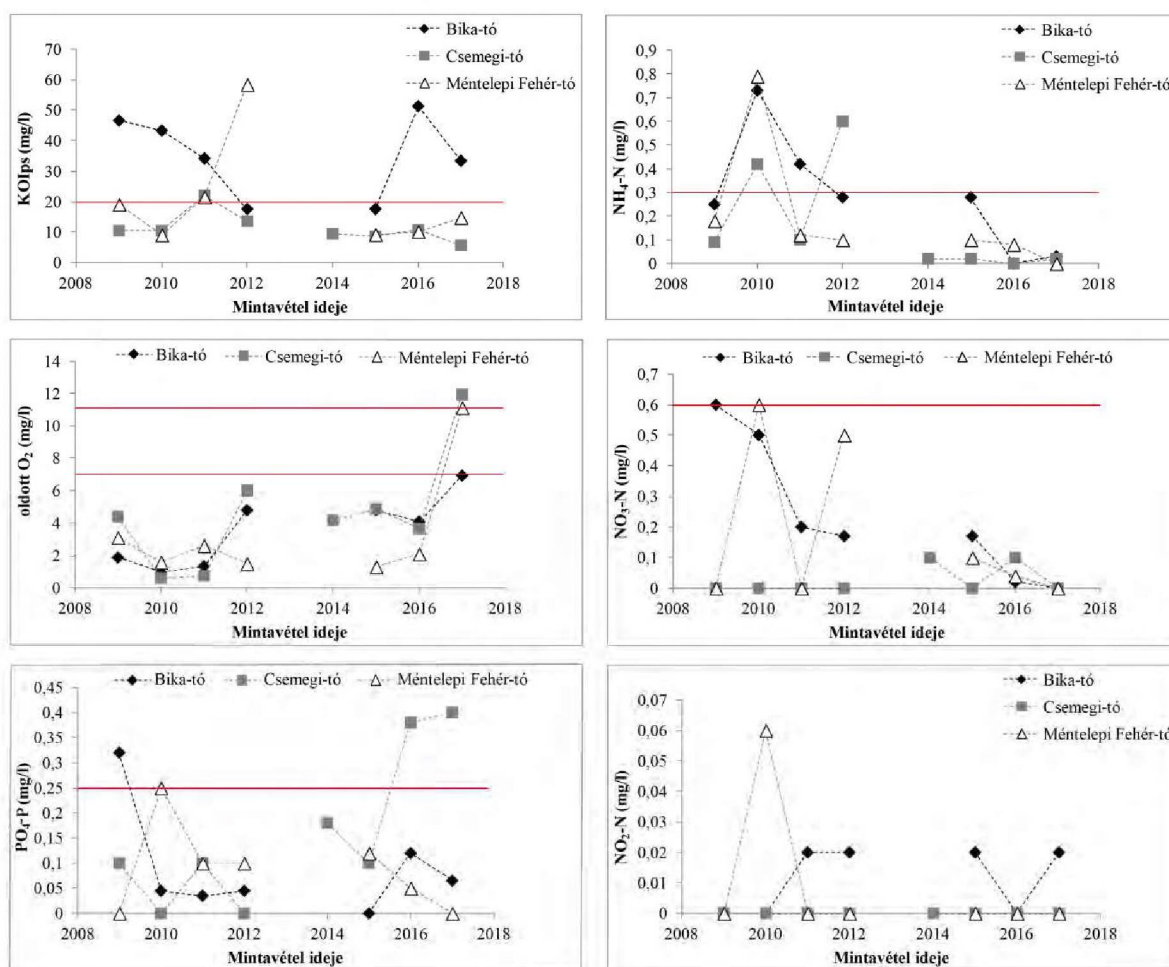 Bika-tó
Csemegi-tó
Méntelepi Fehér-tó
KOIps (mg/l)
70
60
50
40
30
20
10
0
2008 2010 2012 2014 2016 2018
Mintavétel ideje
Bika-tó
Csemegi-tó
Méntelepi Fehér-tó
NH₄-N (mg/l)
0,9
0,8
0,7
0,6
0,5
0,4
0,3
0,2
0,1
0
2008 2010 2012 2014 2016 2018
Mintavétel ideje
Bika-tó Csemegi-tó Méntelepi Fehér-tó
oldott O₂ (mg/l)
14
12
10
8
6
4
2
0
2008 2010 2012 2014 2016 2018
Mintavétel ideje
Bika-tó Csemegi-tó Méntelepi Fehér-tó
NO₃-N (mg/l)
0,7
0,6
0,5
0,4
0,3
0,2
0,1
0
2008 2010 2012 2014 2016 2018
Mintavétel ideje
Bika-tó Csemegi-tó Méntelepi Fehér-tó
PO₄-P (mg/l)
0,45
0,4
0,35
0,3
0,25
0,2
0,15
0,1
0,05
0
2008 2010 2012 2014 2016 2018
Mintavétel ideje
Bika-tó
Csemegi-tó
Méntelepi Fehér-tó
NO₂-N (mg/l)
0,07
0,06
0,05
0,04
0,03
0,02
0,01
0
2008 2010 2012 2014 2016 2018
Mintavétel ideje